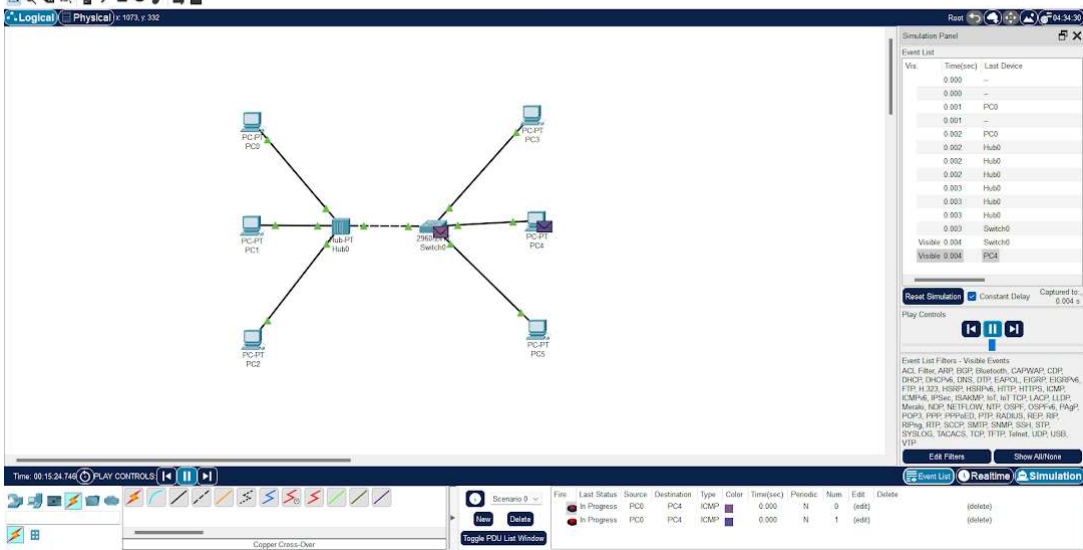 Logical Physical x: 1073, y: 332 Root 04:34:30
Simulation Panel
Event List
Vis. Time(sec) Last Device
0.000 --
0.000 --
0.001 PC0
0.001 --
0.002 PC0
0.002 Hub0
0.002 Hub0
0.002 Hub0
0.003 Hub0
0.003 Hub0
0.003 Switch0
Visible 0.004 Switch0
Visible 0.004 PC4
Reset Simulation Constant Delay Captured to:
0.004 s
Play Controls
Event List Filters - Visible Events
ACL Filter, ARP, BGP, Bluetooth, CAPWAP, CDP,
DHCP, DHCPv6, DNS, DTP, EAPOL, EIGRP, EIGRPv6,
FTP, H.323, HSRP, HSRPv6, HTTP, HTTPS, ICMP,
ICMPv6, IPSec, ISAKMP, IoT, IoT TCP, LACP, LLDP,
Meraki, NDP, NETFLOW, NTP, OSPF, OSPFv6, PAgP,
POP3, PPP, PPPoED, PTP, RADIUS, REP, RIP,
RIPng, RTP, SCCP, SMTP, SNMP, SSH, STP,
SYSLOG, TACACS, TCP, TFTP, Telnet, UDP, USB,
VTP
Edit Filters Show All/None
Event List Realtime Simulation
PC-PT
PC0
PC-PT
PC3
PC-PT
PC1
Hub-PT
Hub0
Switch0
PC-PT
PC4
PC-PT
PC2
PC-PT
PC5
Time: 00:15:24.746 PLAY CONTROLS:
Copper Cross-Over
Scenario 0
New Delete
Toggle PDU List Window
Fire Last Status Source Destination Type Color Time(sec) Periodic Num Edit Delete
In Progress PC0 PC4 ICMP 0.000 N 0 (edit) (delete)
In Progress PC0 PC4 ICMP 0.000 N 1 (edit) (delete)